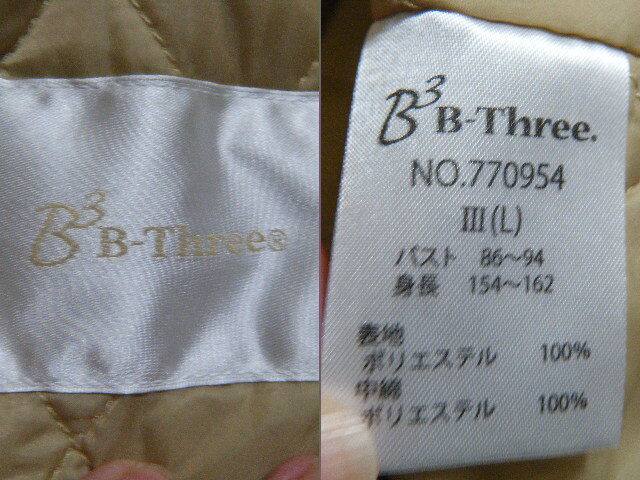 B³ B-Three®
B³ B-Three.
NO.770954
III(L)
バスト 86～94
身長 154～162
表地
ポリエステル 100%
中綿
ポリエステル 100%